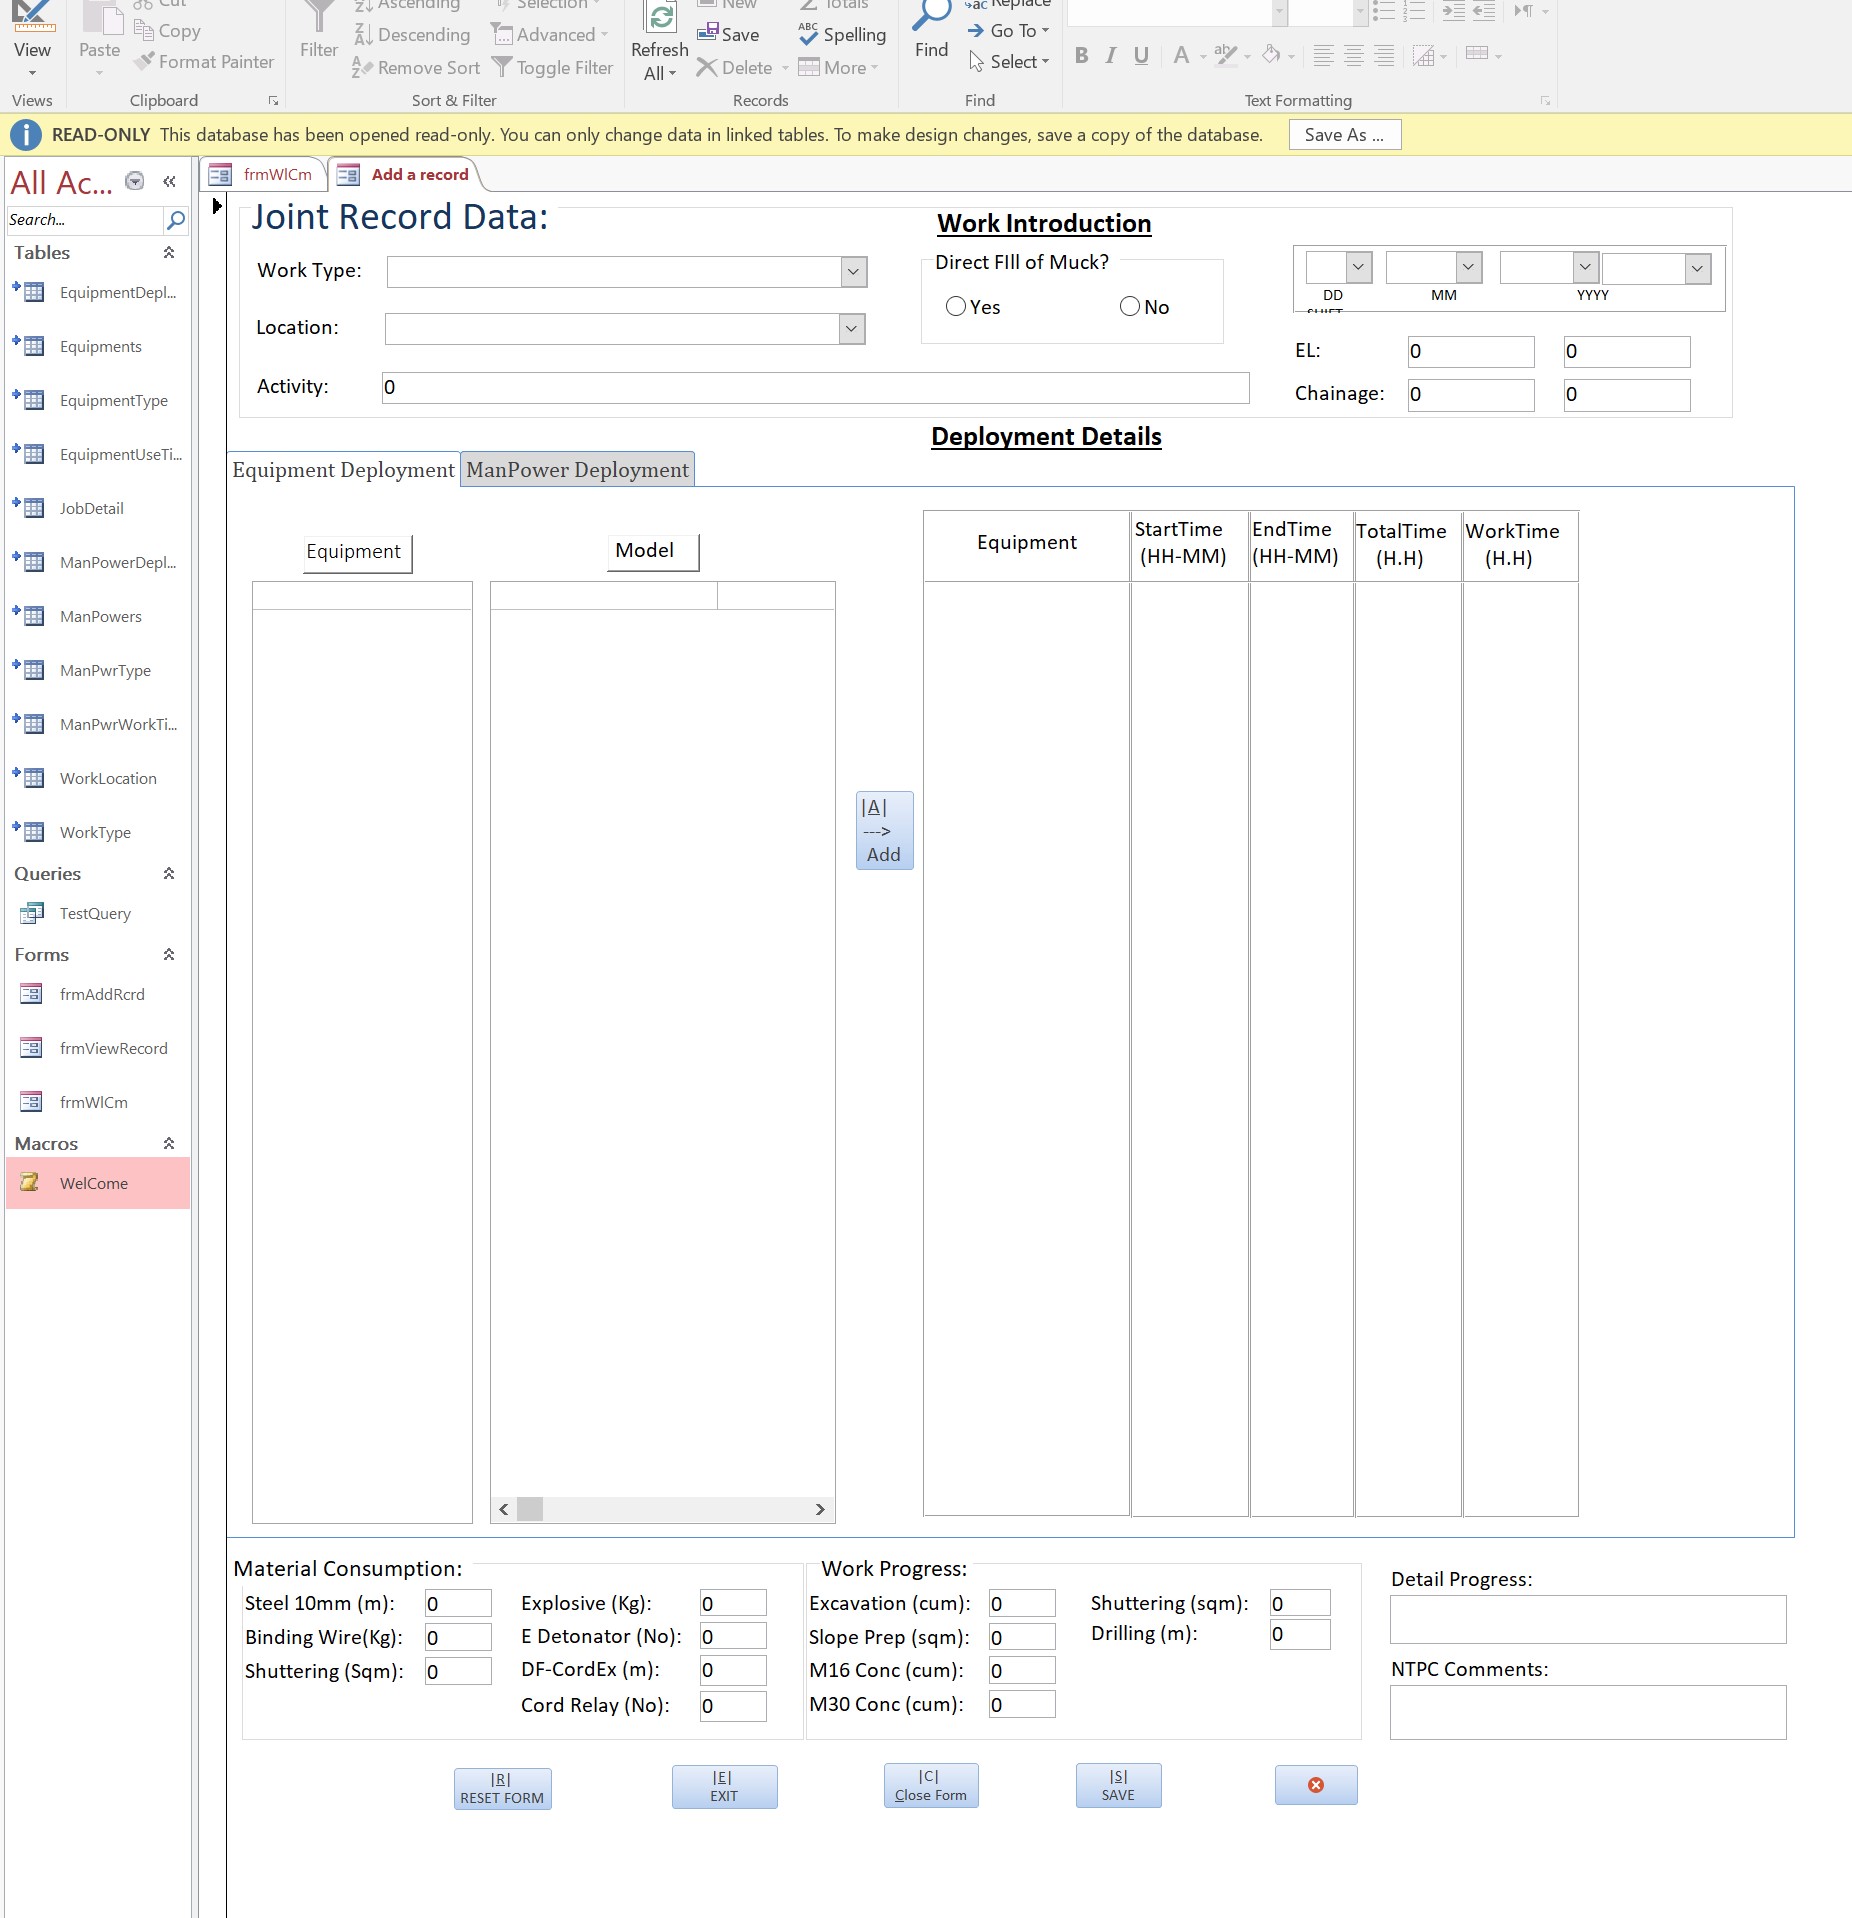 View
Views
Paste
Cut
Copy
Format Painter
Clipboard
Filter
Ascending
Descending
Remove Sort
Selection
Advanced
Toggle Filter
Sort & Filter
Refresh
All
New
Save
Delete
Totals
Spelling
More
Records
Find
Replace
Go To
Select
Find
B I U A
Text Formatting
READ-ONLY This database has been opened read-only. You can only change data in linked tables. To make design changes, save a copy of the database. Save As ...
All Ac...
Search...
Tables
EquipmentDepl...
Equipments
EquipmentType
EquipmentUseTi...
JobDetail
ManPowerDepl...
ManPowers
ManPwrType
ManPwrWorkTi...
WorkLocation
WorkType
Queries
TestQuery
Forms
frmAddRcrd
frmViewRecord
frmWlCm
Macros
WelCome
frmWlCm
Add a record
Joint Record Data:
Work Introduction
Work Type:
Location:
Activity: 0
Direct FIll of Muck?
Yes No
DD MM YYYY
SHIFT
EL: 0 0
Chainage: 0 0
Deployment Details
Equipment Deployment ManPower Deployment
Equipment
Model
|A|
--->
Add
Equipment
StartTime
(HH-MM)
EndTime
(HH-MM)
TotalTime
(H.H)
WorkTime
(H.H)
Material Consumption:
Steel 10mm (m): 0
Binding Wire(Kg): 0
Shuttering (Sqm): 0
Explosive (Kg): 0
E Detonator (No): 0
DF-CordEx (m): 0
Cord Relay (No): 0
Work Progress:
Excavation (cum): 0
Slope Prep (sqm): 0
M16 Conc (cum): 0
M30 Conc (cum): 0
Shuttering (sqm): 0
Drilling (m): 0
Detail Progress:
NTPC Comments:
|R|
RESET FORM
|E|
EXIT
|C|
Close Form
|S|
SAVE